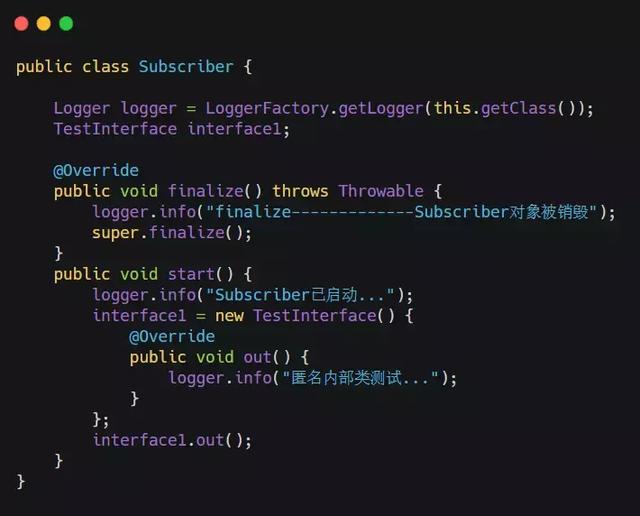 public class Subscriber {
    Logger logger = LoggerFactory.getLogger(this.getClass());
    TestInterface interface1;
    @Override
    public void finalize() throws Throwable {
        logger.info("finalize-------------Subscriber对象被销毁");
        super.finalize();
    }
    public void start() {
        logger.info("Subscriber已启动...");
        interface1 = new TestInterface() {
            @Override
            public void out() {
                logger.info("匿名内部类测试...");
            }
        };
        interface1.out();
    }
}